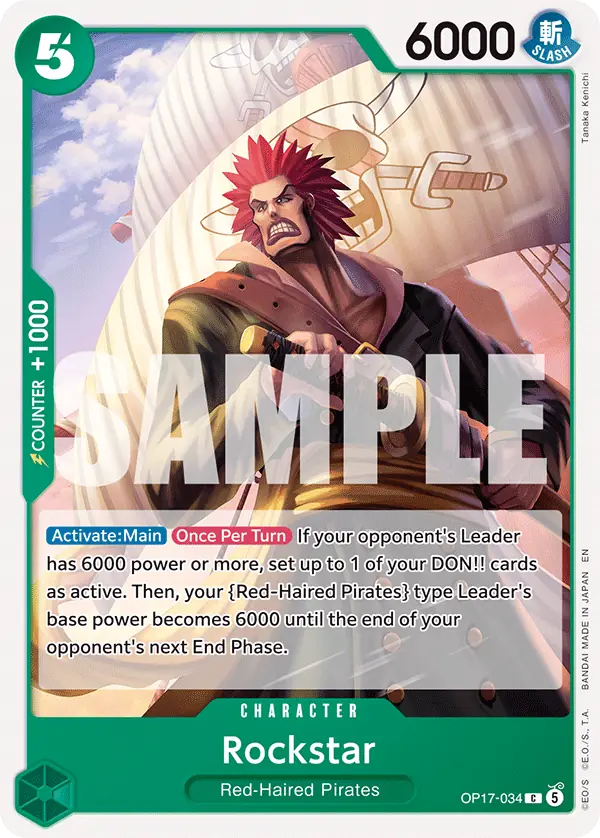 5
6000
斬
SLASH
Tanaka Kenichi
COUNTER +1000
SAMPLE
Activate:Main Once Per Turn If your opponent's Leader
has 6000 power or more, set up to 1 of your DON!! cards
as active. Then, your {Red-Haired Pirates} type Leader's
base power becomes 6000 until the end of your
opponent's next End Phase.
CHARACTER
Rockstar
Red-Haired Pirates
OP17-034 C 5
©EO/S ©E.O./S., T.A. BANDAI MADE IN JAPAN EN